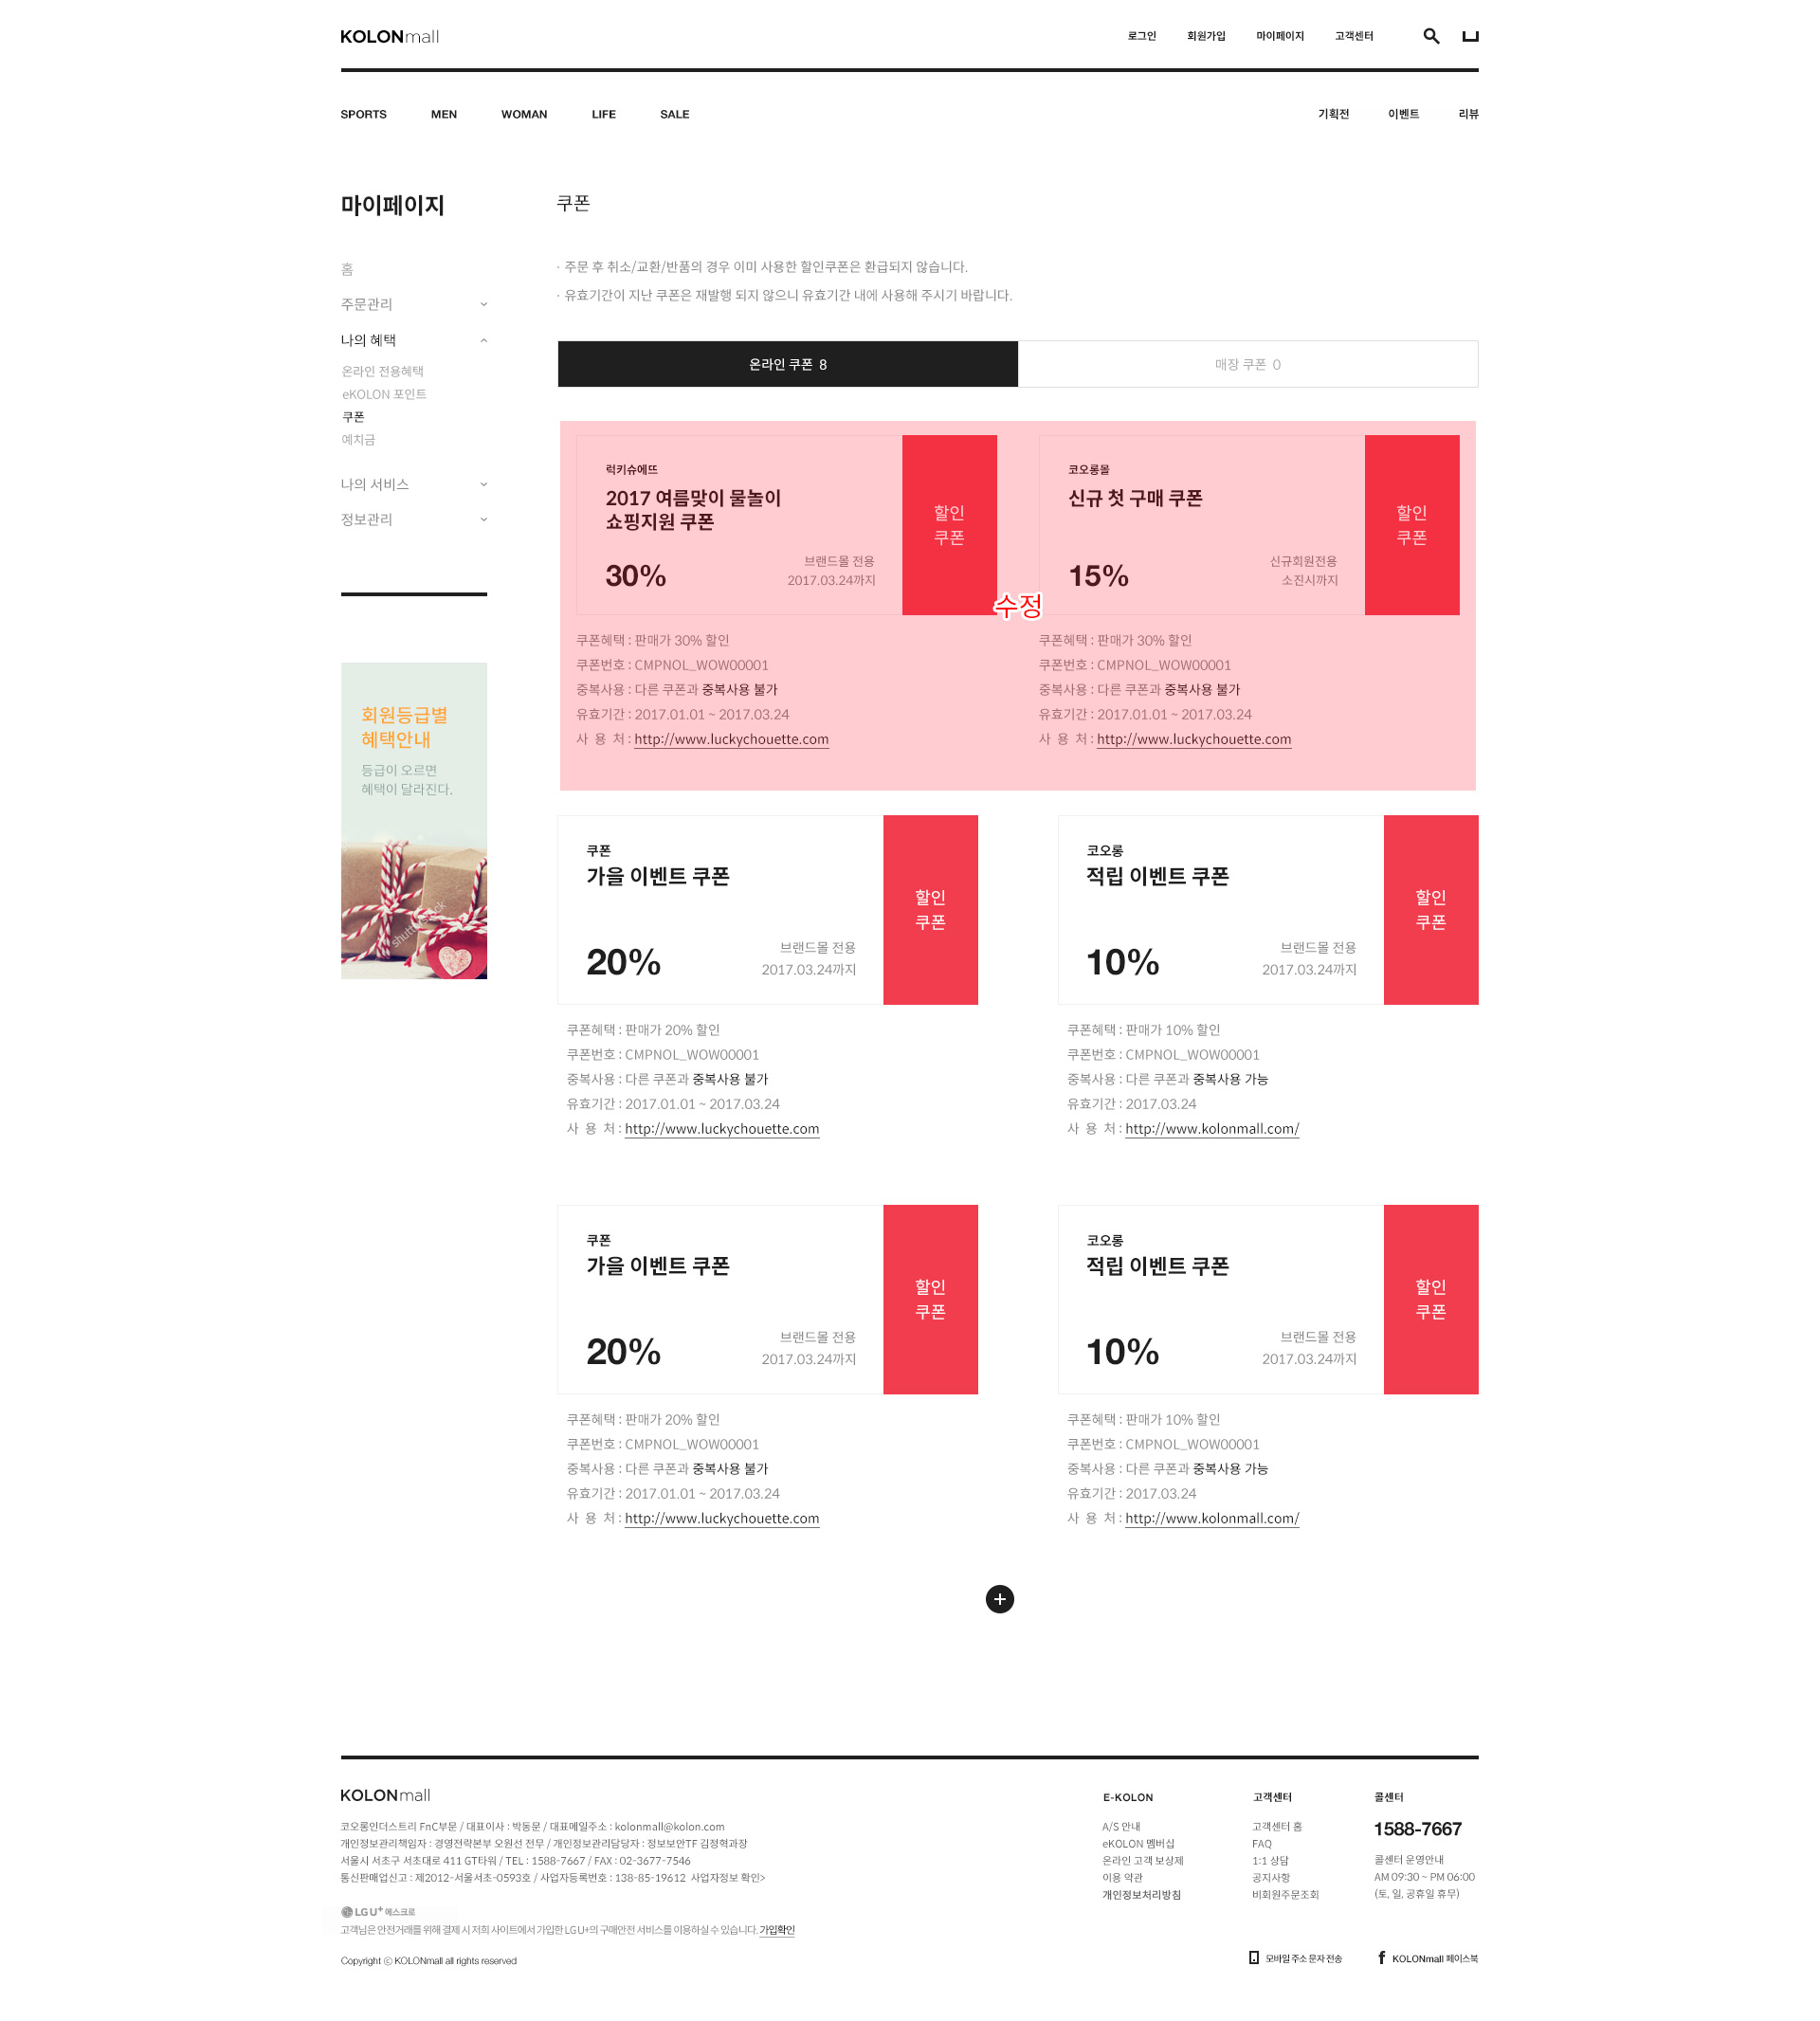 KOLONmall
로그인 회원가입 마이페이지 고객센터
SPORTS MEN WOMAN LIFE SALE 기획전 이벤트 리뷰
마이페이지
홈
주문관리
나의 혜택
온라인 전용혜택
eKOLON 포인트
쿠폰
예치금
나의 서비스
정보관리
회원등급별
혜택안내
등급이 오르면
혜택이 달라진다.
shutterstock
쿠폰
· 주문 후 취소/교환/반품의 경우 이미 사용한 할인쿠폰은 환급되지 않습니다.
· 유효기간이 지난 쿠폰은 재발행 되지 않으니 유효기간 내에 사용해 주시기 바랍니다.
온라인 쿠폰 8
매장 쿠폰 0
럭키슈에뜨
2017 여름맞이 물놀이
쇼핑지원 쿠폰
30%
브랜드몰 전용
2017.03.24까지
할인
쿠폰
쿠폰혜택 : 판매가 30% 할인
쿠폰번호 : CMPNOL_WOW00001
중복사용 : 다른 쿠폰과 중복사용 불가
유효기간 : 2017.01.01 ~ 2017.03.24
사 용 처 : http://www.luckychouette.com
수정
코오롱몰
신규 첫 구매 쿠폰
15%
신규회원전용
소진시까지
할인
쿠폰
쿠폰혜택 : 판매가 30% 할인
쿠폰번호 : CMPNOL_WOW00001
중복사용 : 다른 쿠폰과 중복사용 불가
유효기간 : 2017.01.01 ~ 2017.03.24
사 용 처 : http://www.luckychouette.com
쿠폰
가을 이벤트 쿠폰
20%
브랜드몰 전용
2017.03.24까지
할인
쿠폰
쿠폰혜택 : 판매가 20% 할인
쿠폰번호 : CMPNOL_WOW00001
중복사용 : 다른 쿠폰과 중복사용 불가
유효기간 : 2017.01.01 ~ 2017.03.24
사 용 처 : http://www.luckychouette.com
코오롱
적립 이벤트 쿠폰
10%
브랜드몰 전용
2017.03.24까지
할인
쿠폰
쿠폰혜택 : 판매가 10% 할인
쿠폰번호 : CMPNOL_WOW00001
중복사용 : 다른 쿠폰과 중복사용 가능
유효기간 : 2017.03.24
사 용 처 : http://www.kolonmall.com/
쿠폰
가을 이벤트 쿠폰
20%
브랜드몰 전용
2017.03.24까지
할인
쿠폰
쿠폰혜택 : 판매가 20% 할인
쿠폰번호 : CMPNOL_WOW00001
중복사용 : 다른 쿠폰과 중복사용 불가
유효기간 : 2017.01.01 ~ 2017.03.24
사 용 처 : http://www.luckychouette.com
코오롱
적립 이벤트 쿠폰
10%
브랜드몰 전용
2017.03.24까지
할인
쿠폰
쿠폰혜택 : 판매가 10% 할인
쿠폰번호 : CMPNOL_WOW00001
중복사용 : 다른 쿠폰과 중복사용 가능
유효기간 : 2017.03.24
사 용 처 : http://www.kolonmall.com/
KOLONmall
코오롱인더스트리 FnC부문 / 대표이사 : 박동문 / 대표메일주소 : kolonmall@kolon.com
개인정보관리책임자 : 경영전략본부 오원선 전무 / 개인정보관리담당자 : 정보보안TF 김정혁과장
서울시 서초구 서초대로 411 GT타워 / TEL : 1588-7667 / FAX : 02-3677-7546
통신판매업신고 : 제2012-서울서초-0593호 / 사업자등록번호 : 138-85-19612 사업자정보 확인>
LG U+ 에스크로
고객님은 안전거래를 위해 결제 시 저희 사이트에서 가입한 LG U+의 구매안전 서비스를 이용하실 수 있습니다. 가입확인
Copyright ⓒ KOLONmall all rights reserved
E-KOLON
A/S 안내
eKOLON 멤버십
온라인 고객 보상제
이용 약관
개인정보처리방침
고객센터
고객센터 홈
FAQ
1:1 상담
공지사항
비회원주문조회
콜센터
1588-7667
콜센터 운영안내
AM 09:30 ~ PM 06:00
(토, 일, 공휴일 휴무)
모바일 주소 문자 전송
KOLONmall 페이스북